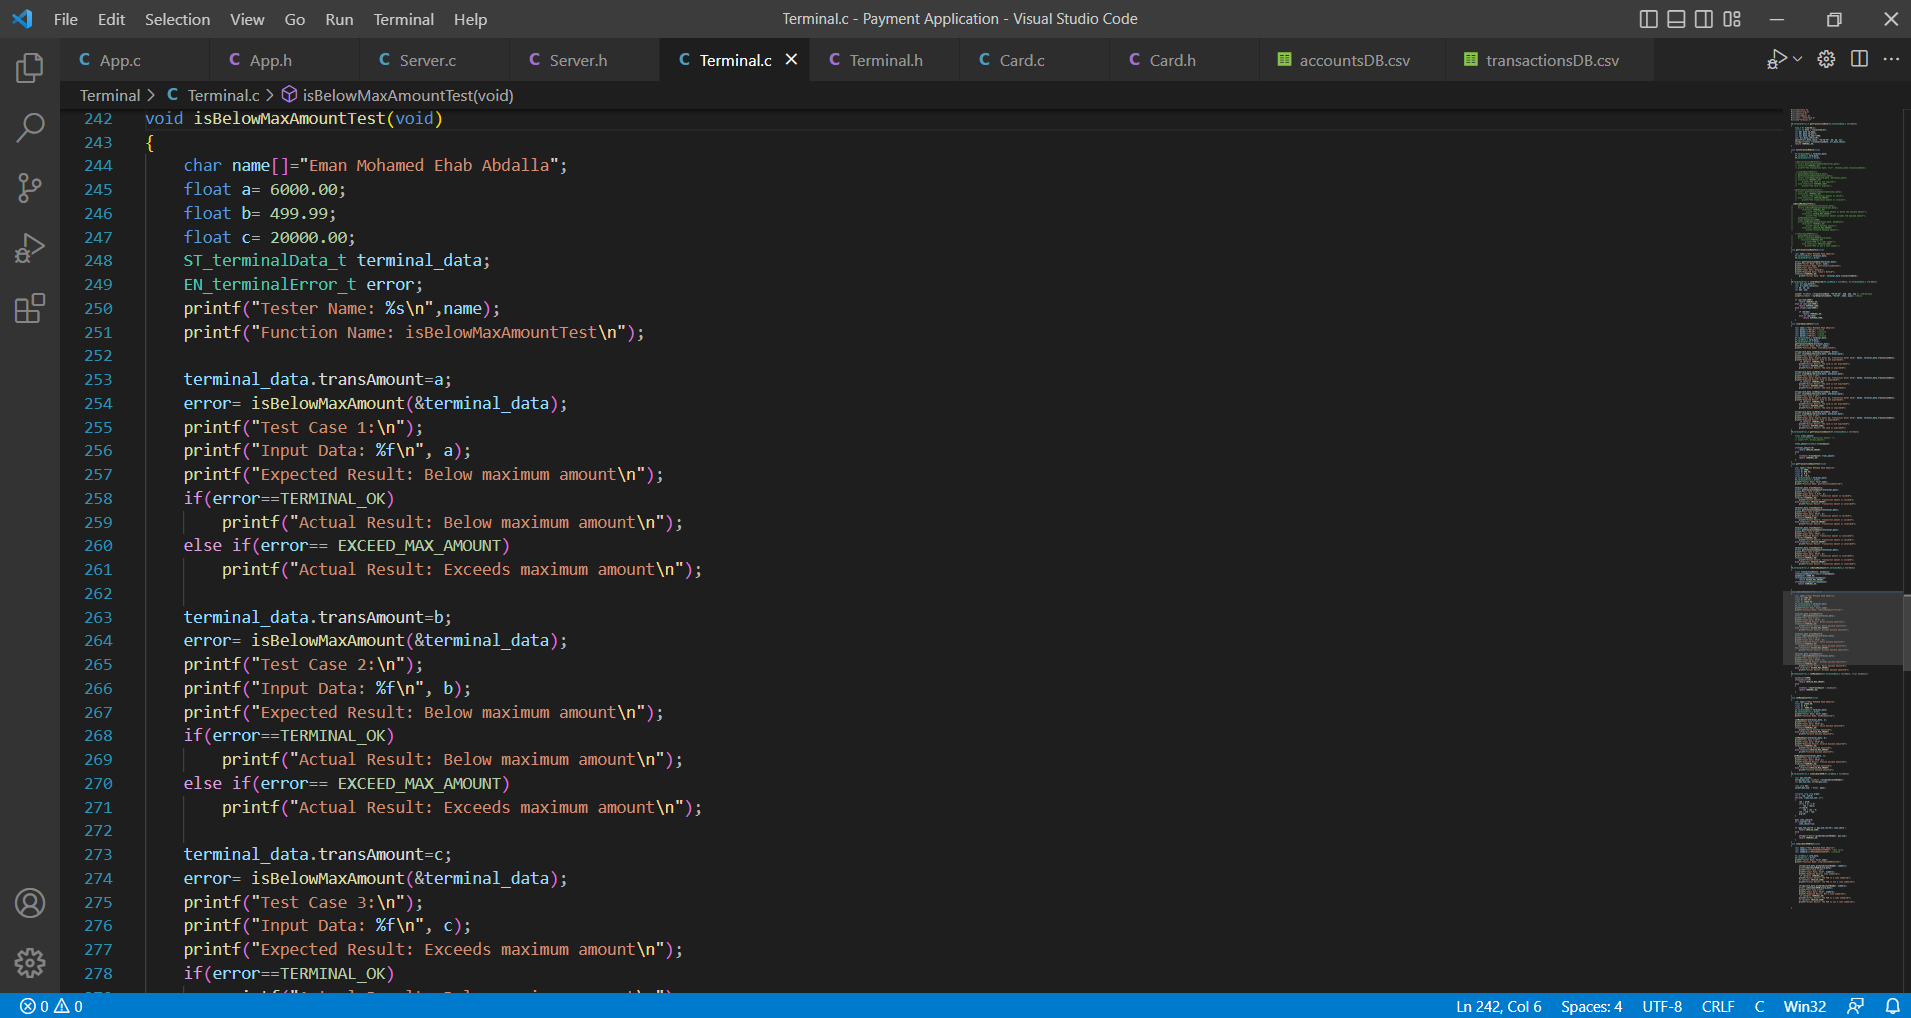 File Edit Selection View Go Run Terminal Help
Terminal.c - Payment Application - Visual Studio Code
C App.c C App.h C Server.c C Server.h C Terminal.c C Terminal.h C Card.c C Card.h accountsDB.csv transactionsDB.csv
Terminal > C Terminal.c > isBelowMaxAmountTest(void)
242 void isBelowMaxAmountTest(void)
243 {
244     char name[]="Eman Mohamed Ehab Abdalla";
245     float a= 6000.00;
246     float b= 499.99;
247     float c= 20000.00;
248     ST_terminalData_t terminal_data;
249     EN_terminalError_t error;
250     printf("Tester Name: %s\n",name);
251     printf("Function Name: isBelowMaxAmountTest\n");
252
253     terminal_data.transAmount=a;
254     error= isBelowMaxAmount(&terminal_data);
255     printf("Test Case 1:\n");
256     printf("Input Data: %f\n", a);
257     printf("Expected Result: Below maximum amount\n");
258     if(error==TERMINAL_OK)
259         printf("Actual Result: Below maximum amount\n");
260     else if(error== EXCEED_MAX_AMOUNT)
261         printf("Actual Result: Exceeds maximum amount\n");
262
263     terminal_data.transAmount=b;
264     error= isBelowMaxAmount(&terminal_data);
265     printf("Test Case 2:\n");
266     printf("Input Data: %f\n", b);
267     printf("Expected Result: Below maximum amount\n");
268     if(error==TERMINAL_OK)
269         printf("Actual Result: Below maximum amount\n");
270     else if(error== EXCEED_MAX_AMOUNT)
271         printf("Actual Result: Exceeds maximum amount\n");
272
273     terminal_data.transAmount=c;
274     error= isBelowMaxAmount(&terminal_data);
275     printf("Test Case 3:\n");
276     printf("Input Data: %f\n", c);
277     printf("Expected Result: Exceeds maximum amount\n");
278     if(error==TERMINAL_OK)
0 0 Ln 242, Col 6 Spaces: 4 UTF-8 CRLF C Win32